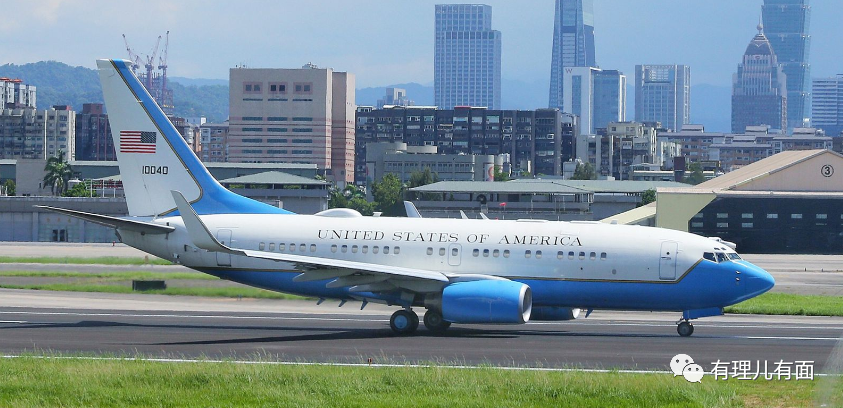 10040
UNITED STATES OF AMERICA
3
有理儿有面